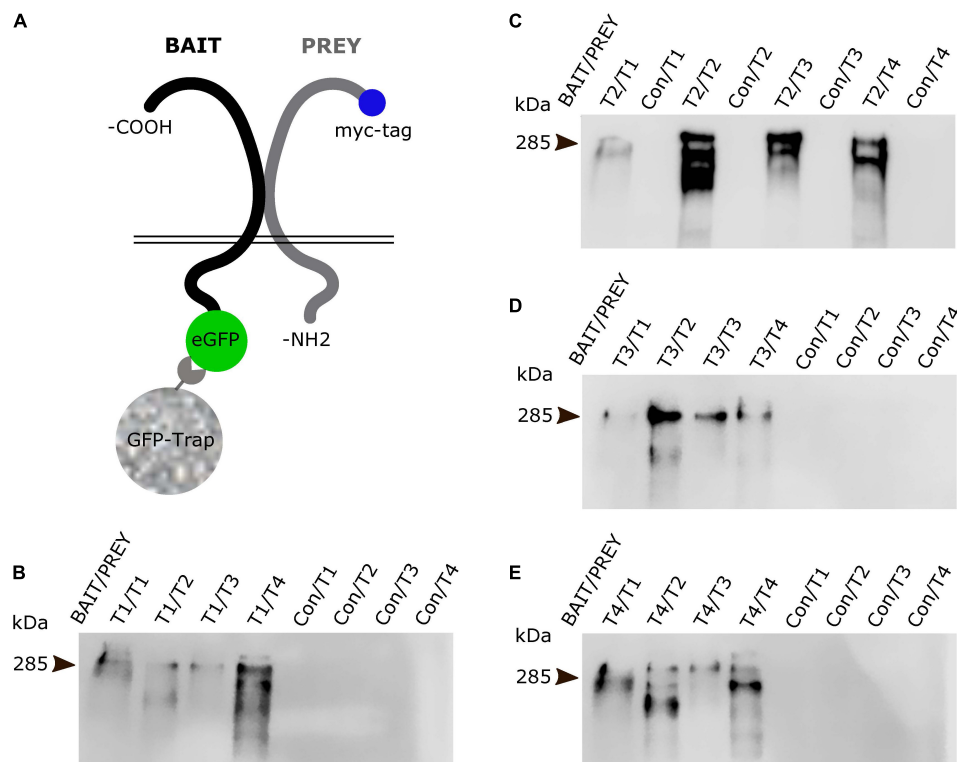 A
BAIT
PREY
-COOH
myc-tag
eGFP
-NH2
GFP-Trap
B
BAIT/PREY
T1/T1
T1/T2
T1/T3
T1/T4
Con/T1
Con/T2
Con/T3
Con/T4
kDa
285
C
BAIT/PREY
T2/T1
Con/T1
T2/T2
Con/T2
T2/T3
Con/T3
T2/T4
Con/T4
kDa
285
D
BAIT/PREY
T3/T1
T3/T2
T3/T3
T3/T4
Con/T1
Con/T2
Con/T3
Con/T4
kDa
285
E
BAIT/PREY
T4/T1
T4/T2
T4/T3
T4/T4
Con/T1
Con/T2
Con/T3
Con/T4
kDa
285